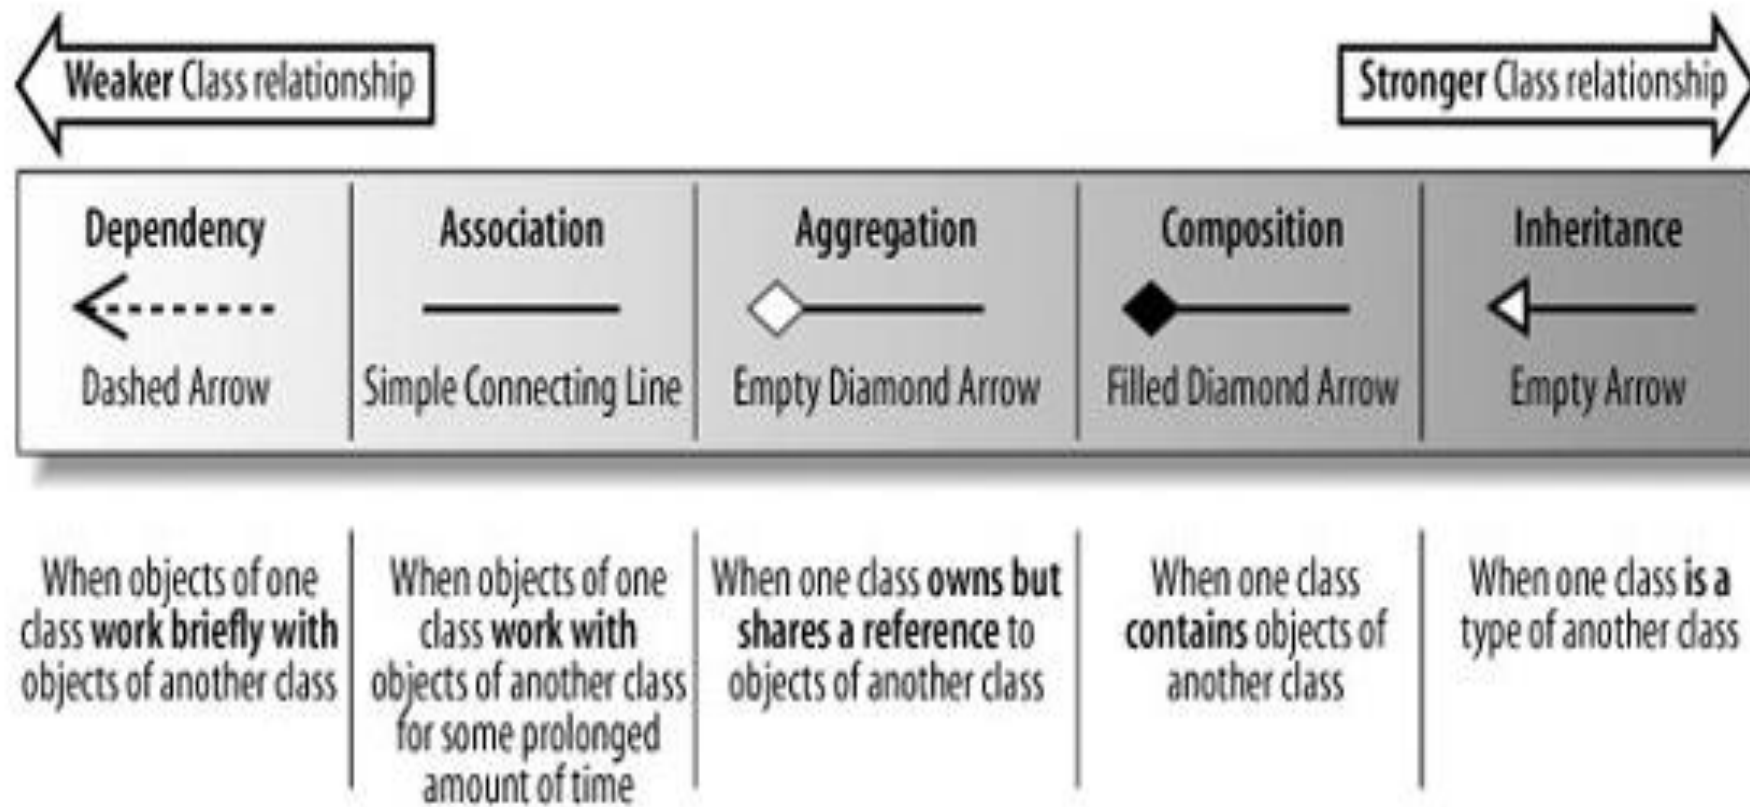 Weaker Class relationship
Stronger Class relationship
Dependency
Dashed Arrow
Association
Simple Connecting Line
Aggregation
Empty Diamond Arrow
Composition
Filled Diamond Arrow
Inheritance
Empty Arrow
When objects of one
class work briefly with
objects of another class
When objects of one
class work with
objects of another class
for some prolonged
amount of time
When one class owns but
shares a reference to
objects of another class
When one class
contains objects of
another class
When one class is a
type of another class